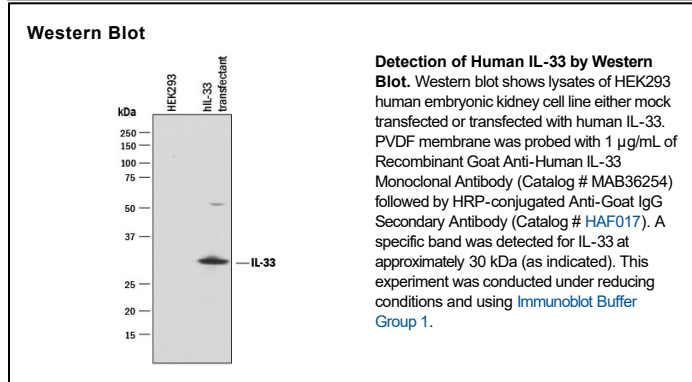 Western Blot
HEK293
hIL-33
transfectant
kDa
250
150
100
75
50
37
25
20
15
IL-33
Detection of Human IL-33 by Western
Blot. Western blot shows lysates of HEK293
human embryonic kidney cell line either mock
transfected or transfected with human IL-33.
PVDF membrane was probed with 1 µg/mL of
Recombinant Goat Anti-Human IL-33
Monoclonal Antibody (Catalog # MAB36254)
followed by HRP-conjugated Anti-Goat IgG
Secondary Antibody (Catalog # HAF017). A
specific band was detected for IL-33 at
approximately 30 kDa (as indicated). This
experiment was conducted under reducing
conditions and using Immunoblot Buffer
Group 1.